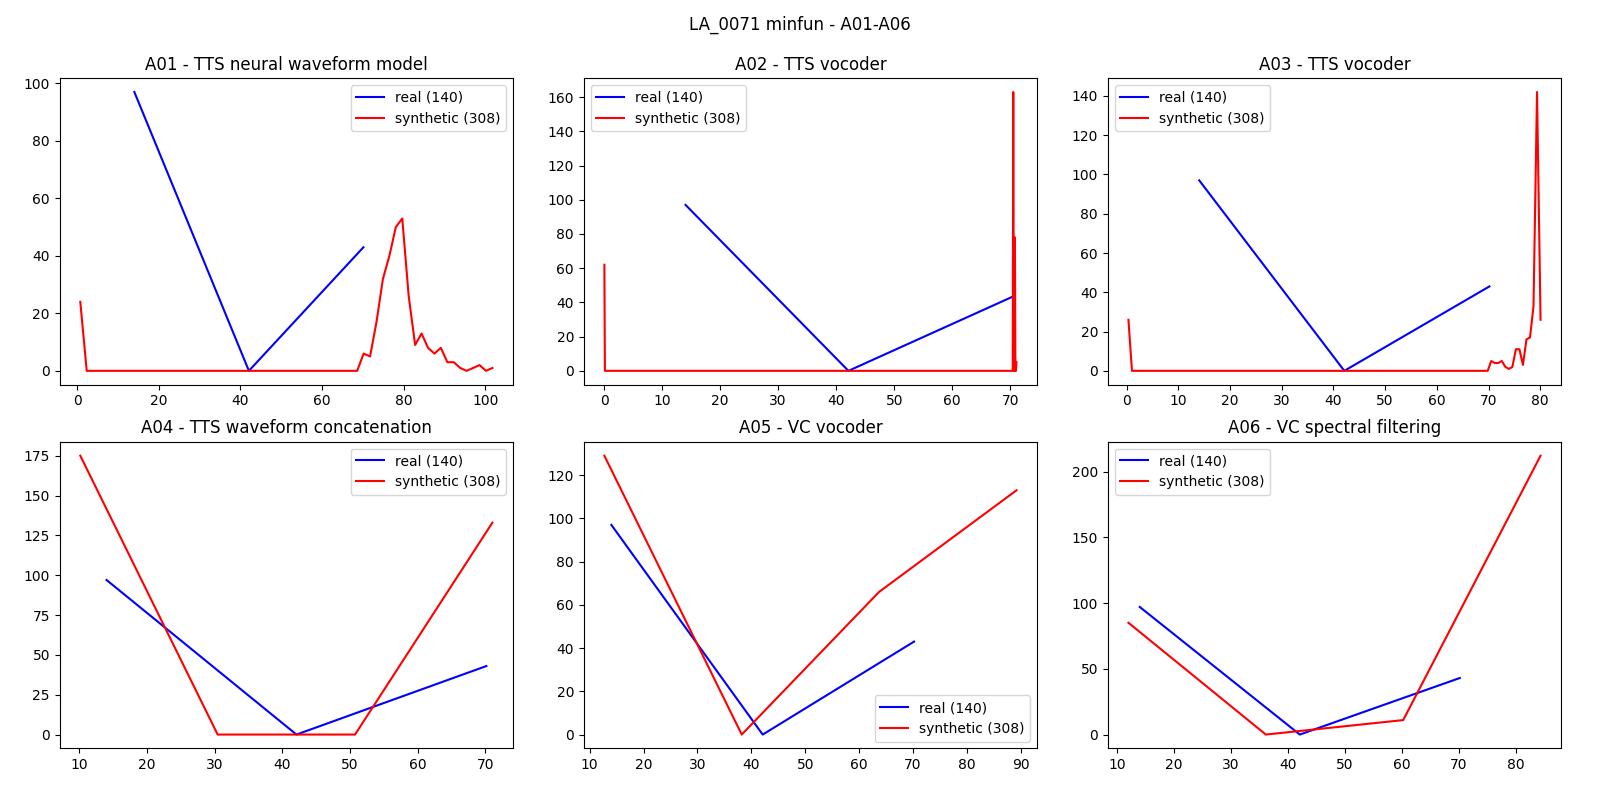 LA_0071 minfun - A01-A06
A01 - TTS neural waveform model
100
80
60
40
20
0
real (140)
synthetic (308)
0 20 40 60 80 100
A02 - TTS vocoder
160
140
120
100
80
60
40
20
0
real (140)
synthetic (308)
0 10 20 30 40 50 60 70
A03 - TTS vocoder
140
120
100
80
60
40
20
0
real (140)
synthetic (308)
0 10 20 30 40 50 60 70 80
A04 - TTS waveform concatenation
175
150
125
100
75
50
25
0
real (140)
synthetic (308)
10 20 30 40 50 60 70
A05 - VC vocoder
120
100
80
60
40
20
0
real (140)
synthetic (308)
10 20 30 40 50 60 70 80 90
A06 - VC spectral filtering
200
150
100
50
0
real (140)
synthetic (308)
10 20 30 40 50 60 70 80